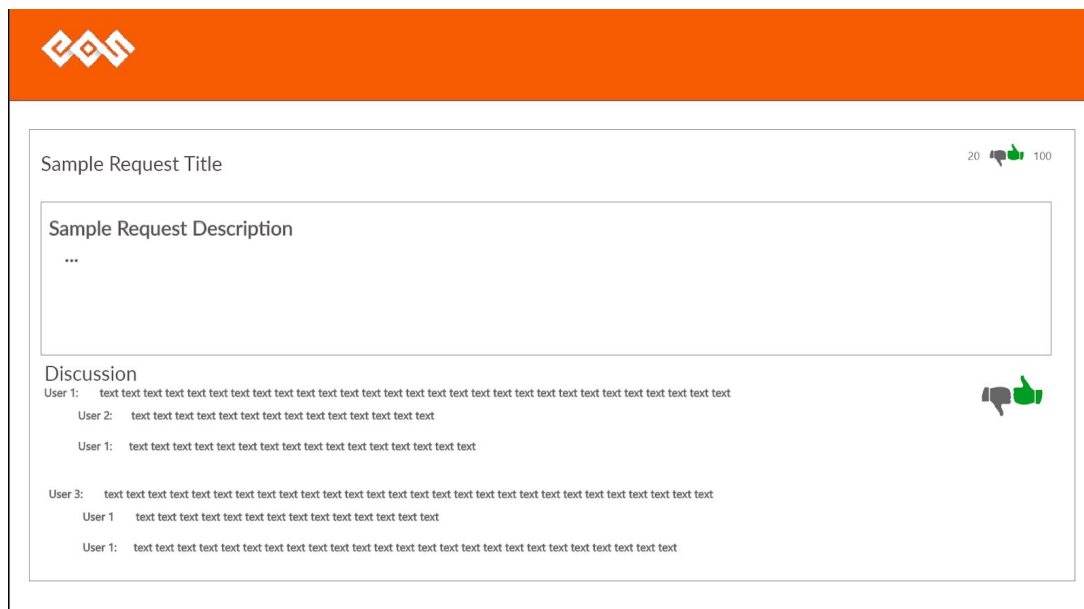 eos
Sample Request Title
20 100
Sample Request Description
...
Discussion
User 1: text text text text text text text text text text text text text text text text text text text text text text text text text text text text text
User 2: text text text text text text text text text text text text text text
User 1: text text text text text text text text text text text text text text text text
User 3: text text text text text text text text text text text text text text text text text text text text text text text text text text text text
User 1 text text text text text text text text text text text text text text
User 1: text text text text text text text text text text text text text text text text text text text text text text text text text